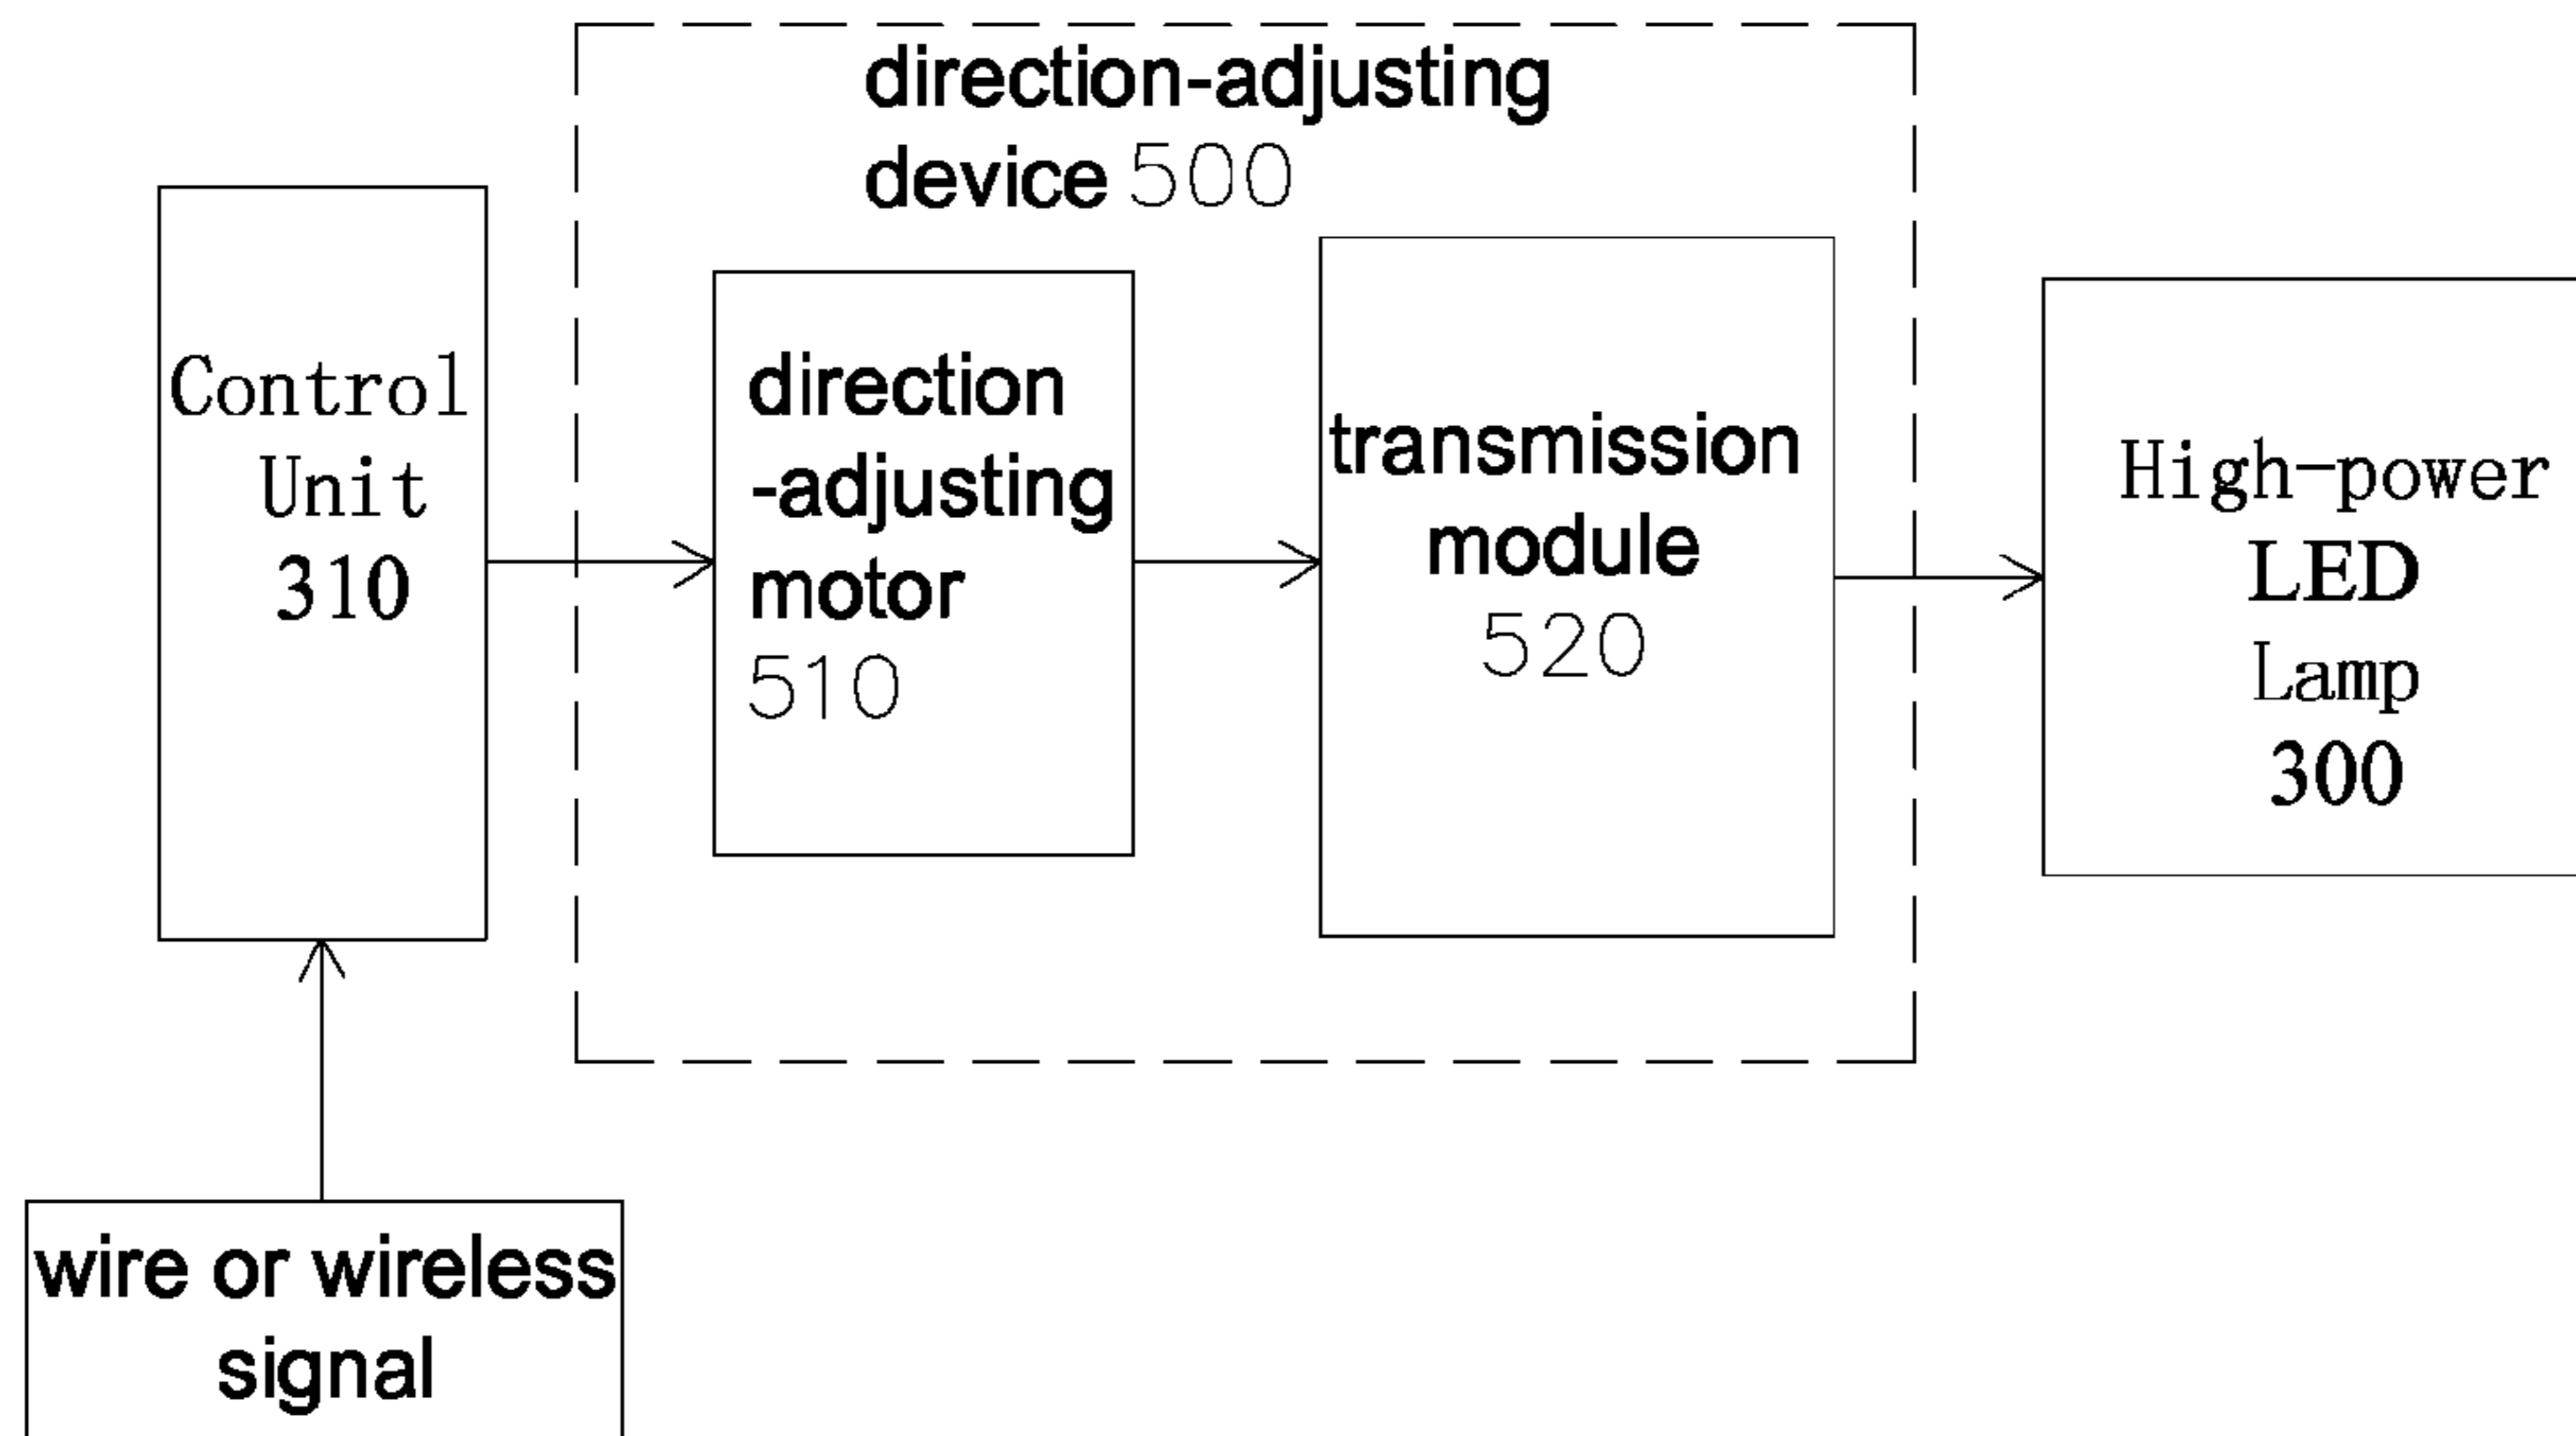 direction-adjusting
device 500
Control
Unit
310
direction
-adjusting
motor
510
transmission
module
520
High-power
LED
Lamp
300
wire or wireless
signal